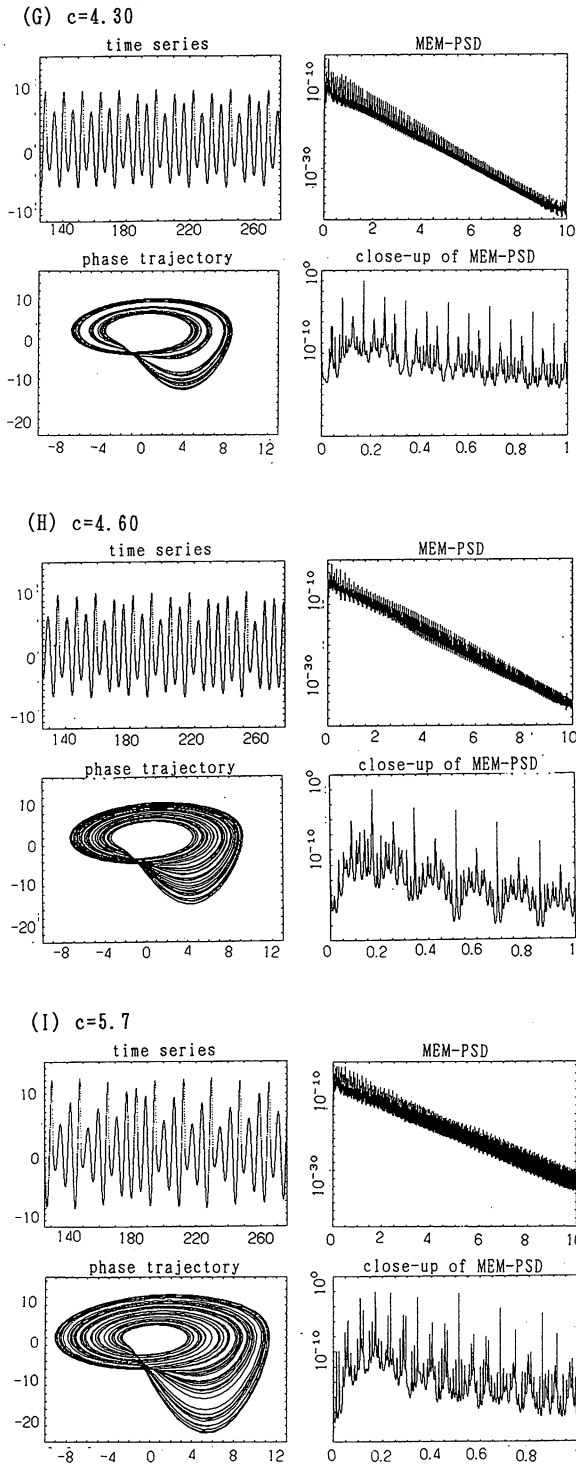 (G) c=4.30
time series
MEM-PSD
10
0
-10
140 180 220 260
10⁻¹⁰
10⁻³⁰
0 2 4 6 8 10
phase trajectory
close-up of MEM-PSD
10
0
-10
-20
-8 -4 0 4 8 12
10⁰
10⁻¹⁰
0 0.2 0.4 0.6 0.8 1
(H) c=4.60
time series
MEM-PSD
10
0
-10
140 180 220 260
10⁻¹⁰
10⁻³⁰
0 2 4 6 8 10
phase trajectory
close-up of MEM-PSD
10
0
-10
-20
-8 -4 0 4 8 12
10⁰
10⁻¹⁰
0 0.2 0.4 0.6 0.8 1
(I) c=5.7
time series
MEM-PSD
10
0
-10
140 180 220 260
10⁻¹⁰
10⁻³⁰
0 2 4 6 8 10
phase trajectory
close-up of MEM-PSD
10
0
-10
-20
-8 -4 0 4 8 12
10⁰
10⁻¹⁰
0 0.2 0.4 0.6 0.8 1